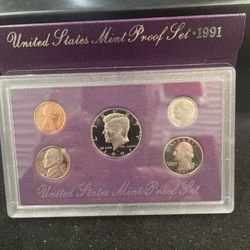 United States Mint Proof Set 1991
United States Mint Proof Set